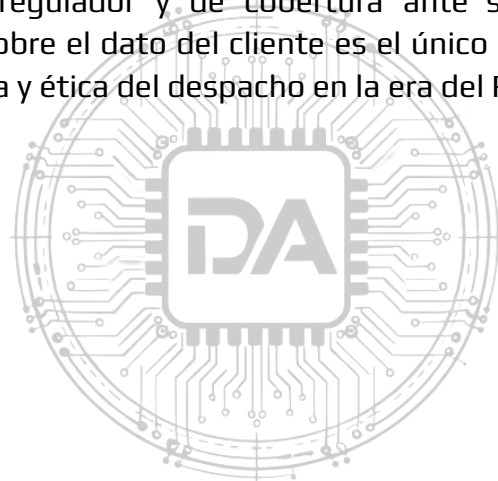 regulador y de cobertura ante s
obre el dato del cliente es el único
a y ética del despacho en la era del
DA